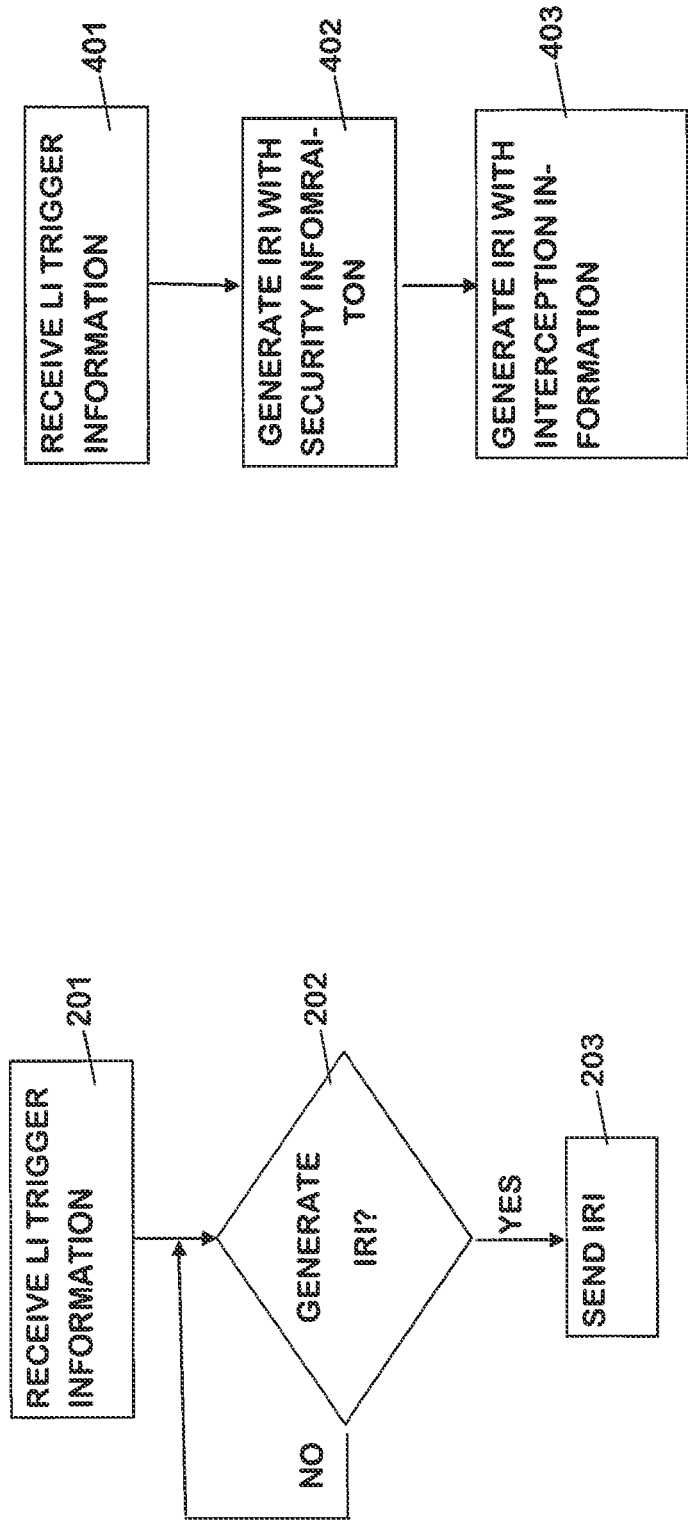 RECEIVE LI TRIGGER
INFORMATION
201
GENERATE
IRI?
202
NO
YES
SEND IRI
203
RECEIVE LI TRIGGER
INFORMATION
401
GENERATE IRI WITH
SECURITY INFOMRAI-
TON
402
GENERATE IRI WITH
INTERCEPTION IN-
FORMATION
403